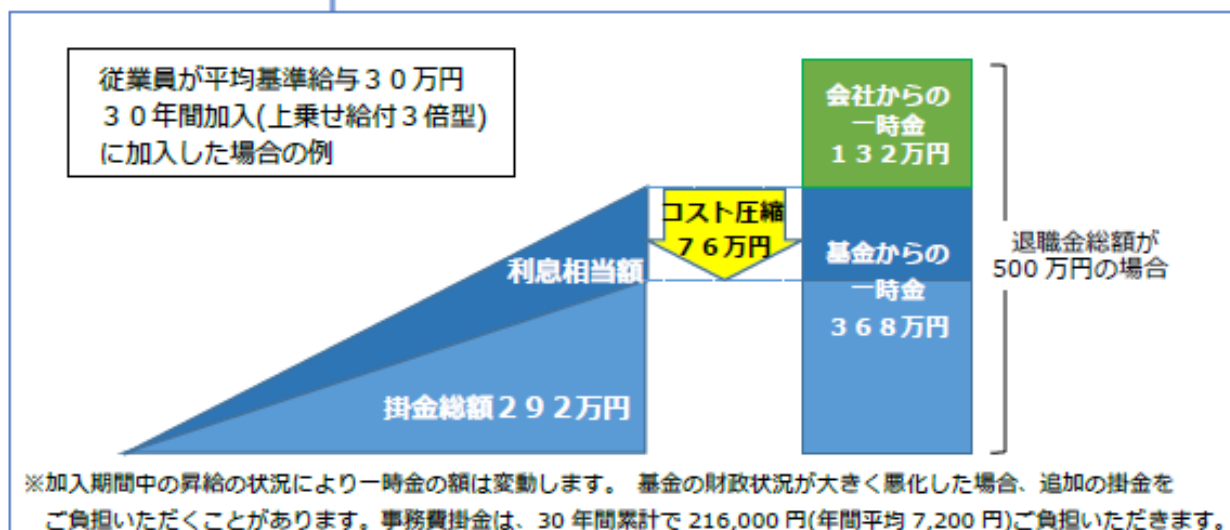 従業員が平均基準給与３０万円
３０年間加入(上乗せ給付３倍型)
に加入した場合の例
会社からの
一時金
１３２万円
コスト圧縮
７６万円
利息相当額
基金からの
一時金
３６８万円
退職金総額が
500 万円の場合
掛金総額２９２万円
※加入期間中の昇給の状況により一時金の額は変動します。 基金の財政状況が大きく悪化した場合、追加の掛金を
ご負担いただくことがあります。事務費掛金は、30 年間累計で 216,000 円(年間平均 7,200 円)ご負担いただきます。